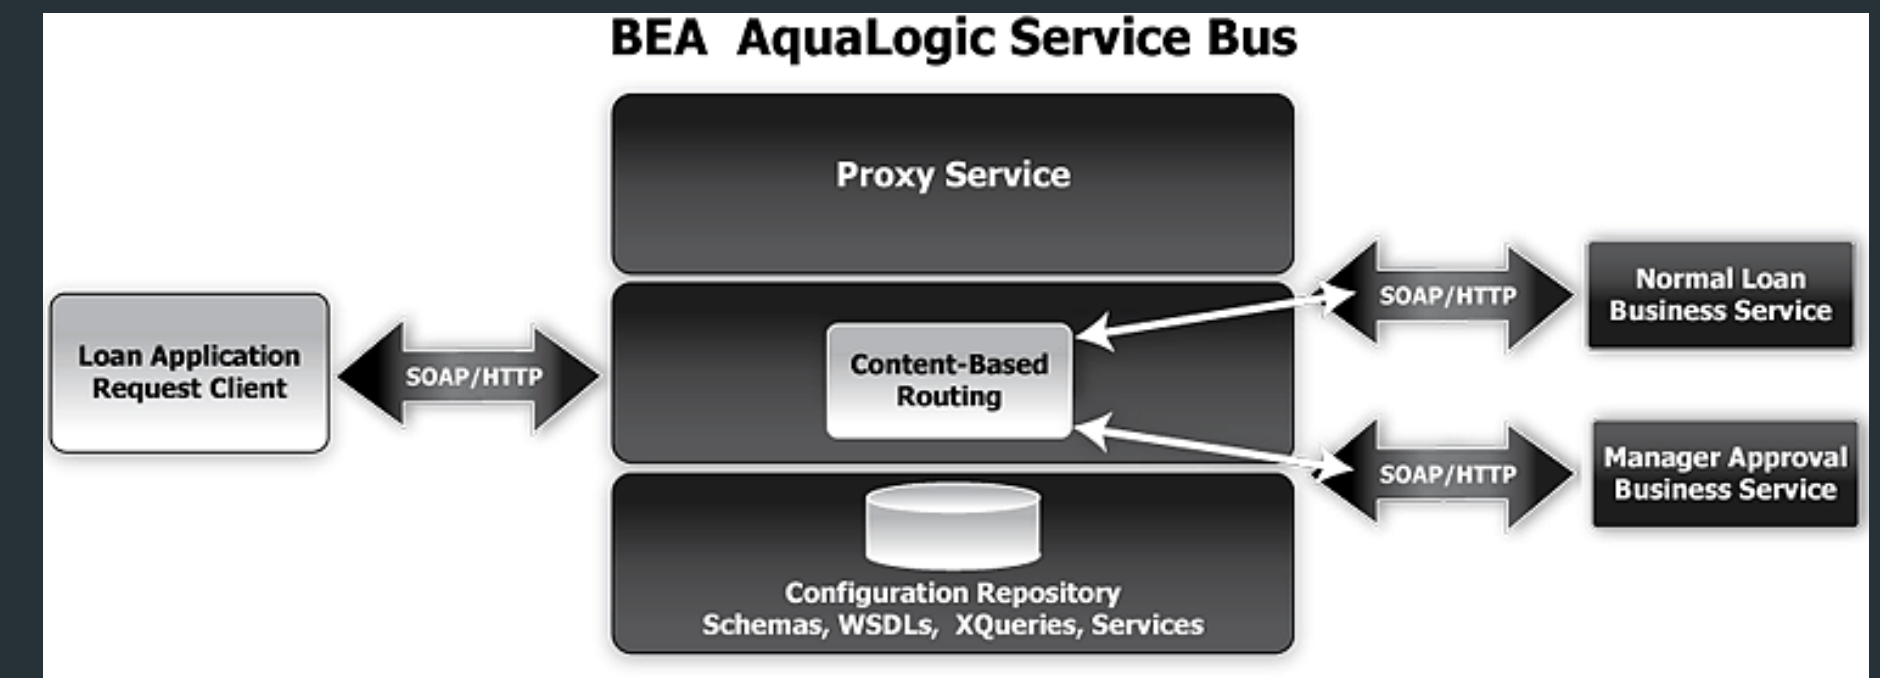 BEA AquaLogic Service Bus
Proxy Service
Loan Application
Request Client
SOAP/HTTP
Content-Based
Routing
SOAP/HTTP
Normal Loan
Business Service
SOAP/HTTP
Manager Approval
Business Service
Configuration Repository
Schemas, WSDLs, XQueries, Services